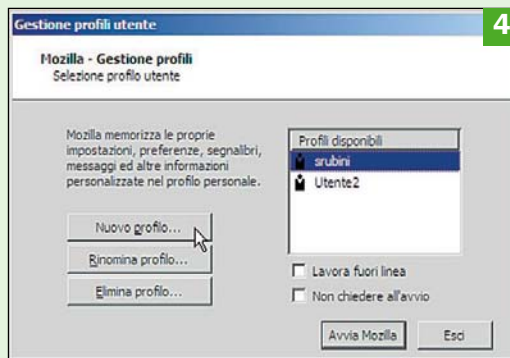 Gestione profili utente
4
Mozilla - Gestione profili
Selezione profilo utente
Mozilla memorizza le proprie
impostazioni, preferenze, segnalibri,
messaggi ed altre informazioni
personalizzate nel profilo personale.
Nuovo profilo...
Rinomina profilo...
Elimina profilo...
Profili disponibili
srubini
Utente2
Lavora fuori linea
Non chiedere all'avvio
Avvia Mozilla
Esci